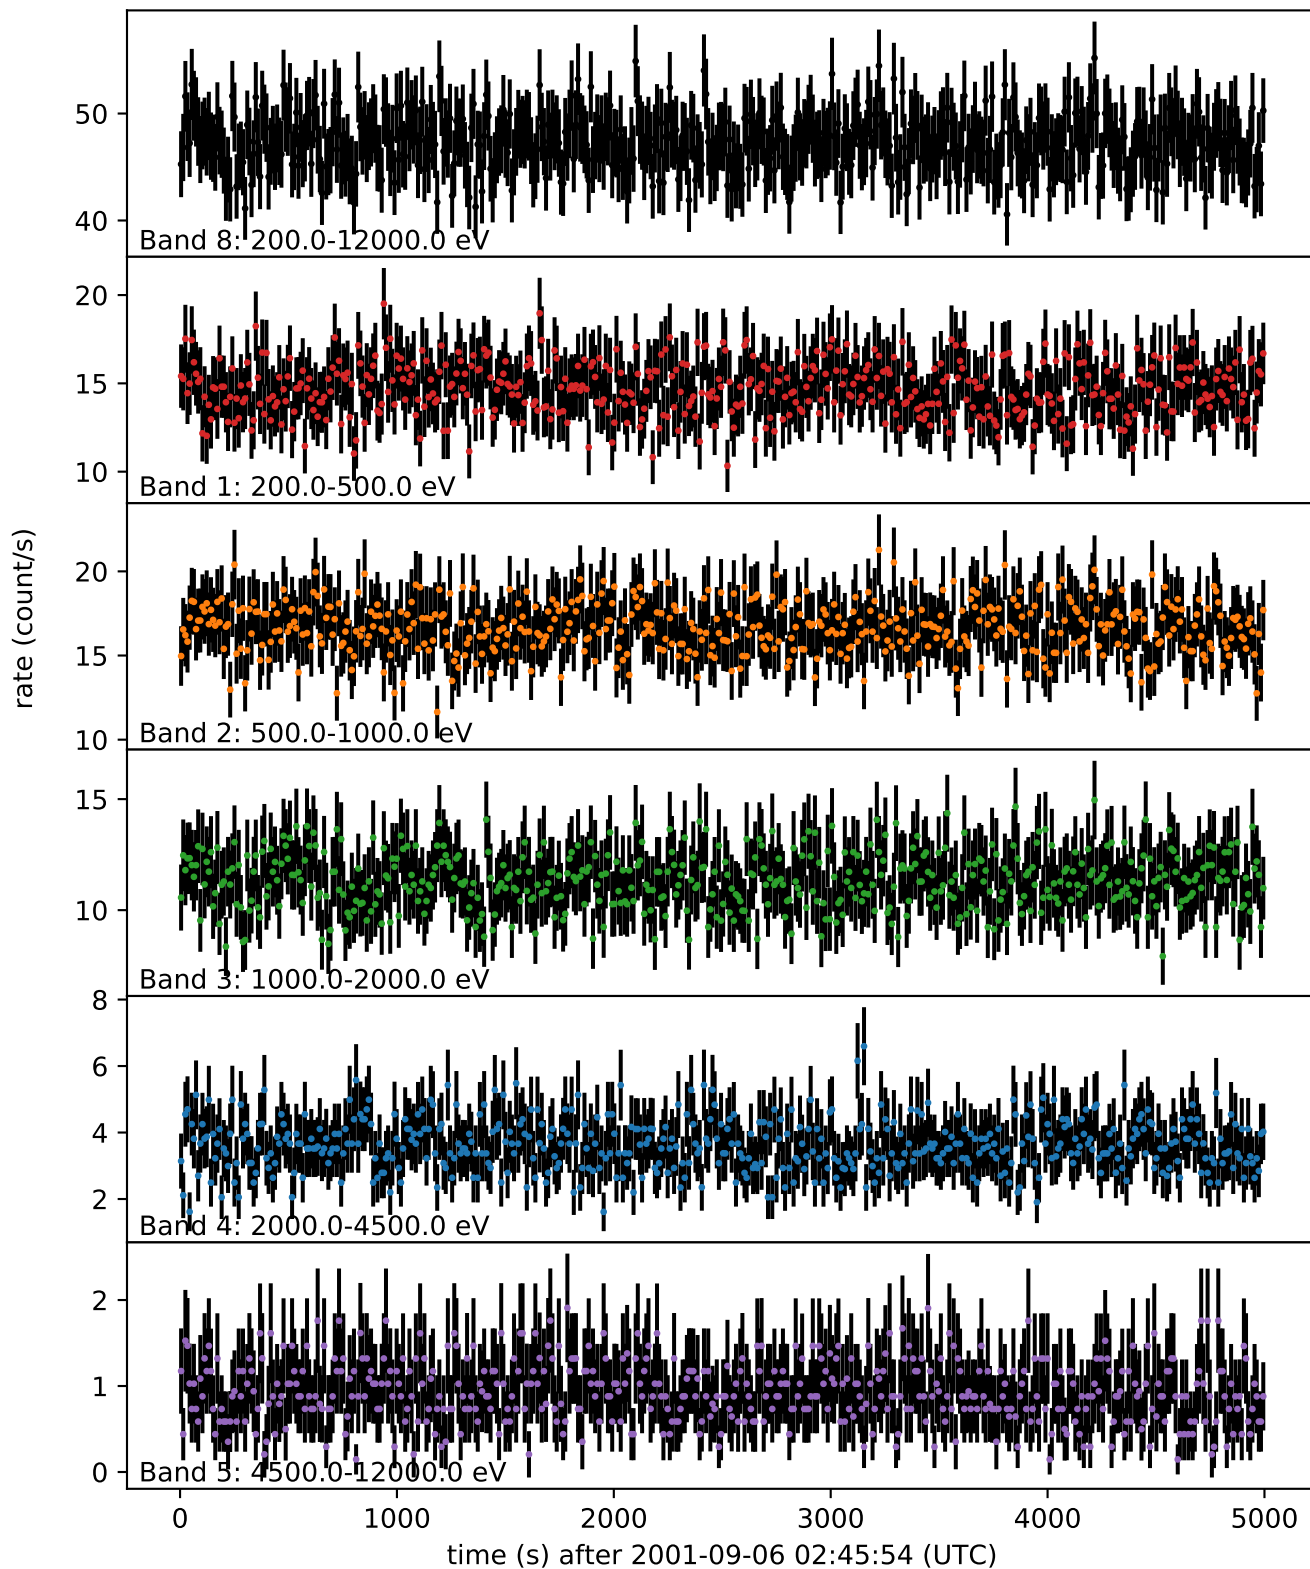 50
40
Band 8: 200.0-12000.0 eV
20
15
10
Band 1: 200.0-500.0 eV
20
15
10
Band 2: 500.0-1000.0 eV
rate (count/s)
15
10
Band 3: 1000.0-2000.0 eV
8
6
4
2
Band 4: 2000.0-4500.0 eV
2
1
0
Band 5: 4500.0-12000.0 eV
0 1000 2000 3000 4000 5000
time (s) after 2001-09-06 02:45:54 (UTC)